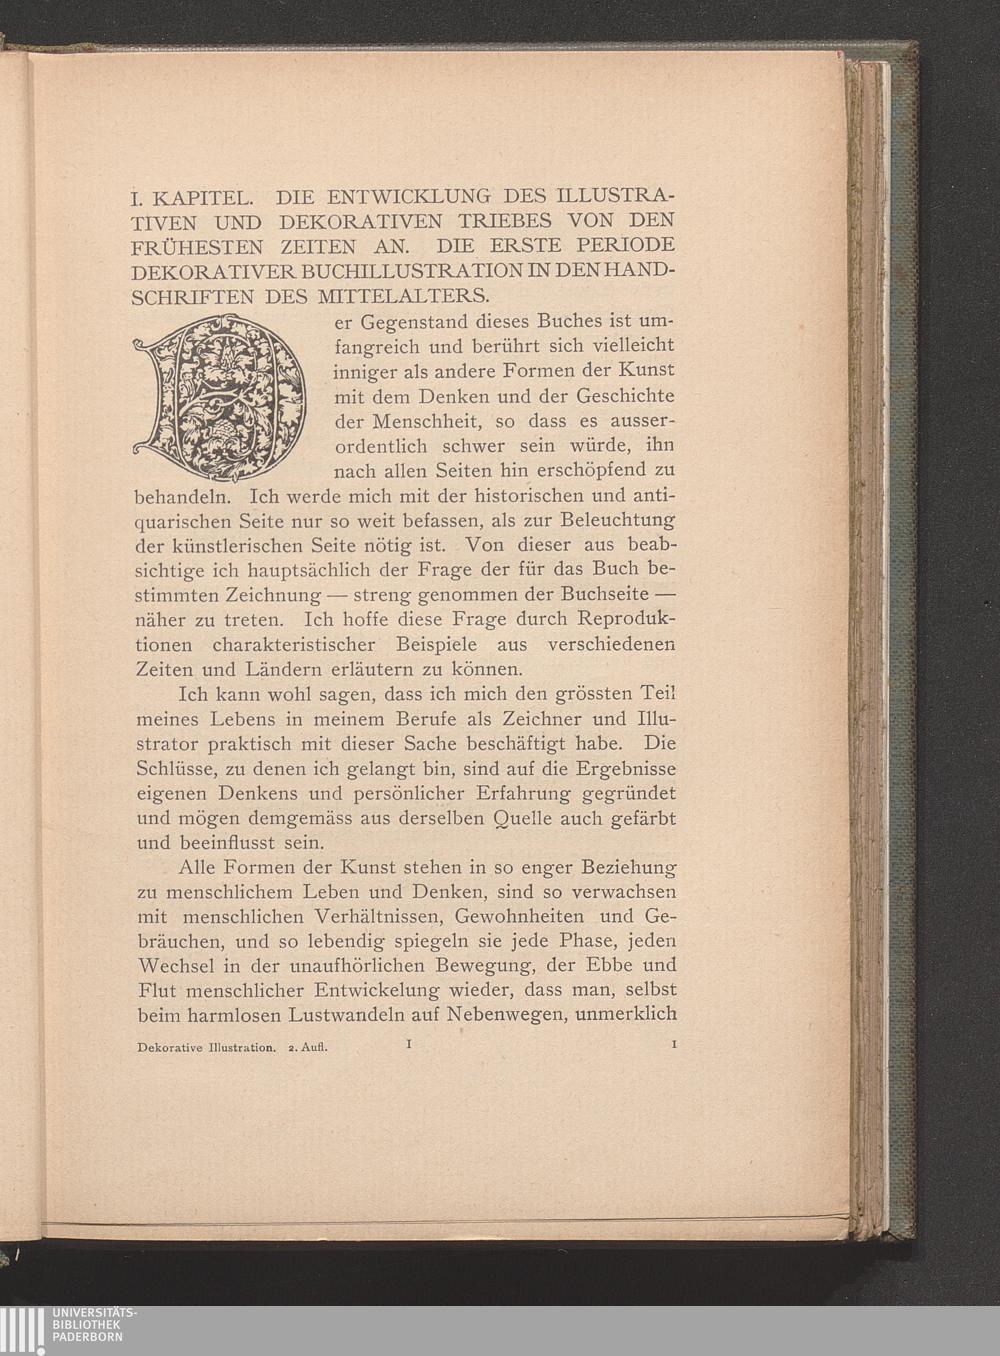 I. KAPITEL. DIE ENTWICKLUNG DES ILLUSTRA-
TIVEN UND DEKORATIVEN TRIEBES VON DEN
FRÜHESTEN ZEITEN AN. DIE ERSTE PERIODE
DEKORATIVER BUCHILLUSTRATION IN DEN HAND-
SCHRIFTEN DES MITTELALTERS.
Der Gegenstand dieses Buches ist um-
fangreich und berührt sich vielleicht
inniger als andere Formen der Kunst
mit dem Denken und der Geschichte
der Menschheit, so dass es ausser-
ordentlich schwer sein würde, ihn
nach allen Seiten hin erschöpfend zu
behandeln. Ich werde mich mit der historischen und anti-
quarischen Seite nur so weit befassen, als zur Beleuchtung
der künstlerischen Seite nötig ist. Von dieser aus beab-
sichtige ich hauptsächlich der Frage der für das Buch be-
stimmten Zeichnung — streng genommen der Buchseite —
näher zu treten. Ich hoffe diese Frage durch Reproduk-
tionen charakteristischer Beispiele aus verschiedenen
Zeiten und Ländern erläutern zu können.
Ich kann wohl sagen, dass ich mich den grössten Teil
meines Lebens in meinem Berufe als Zeichner und Illu-
strator praktisch mit dieser Sache beschäftigt habe. Die
Schlüsse, zu denen ich gelangt bin, sind auf die Ergebnisse
eigenen Denkens und persönlicher Erfahrung gegründet
und mögen demgemäss aus derselben Quelle auch gefärbt
und beeinflusst sein.
Alle Formen der Kunst stehen in so enger Beziehung
zu menschlichem Leben und Denken, sind so verwachsen
mit menschlichen Verhältnissen, Gewohnheiten und Ge-
bräuchen, und so lebendig spiegeln sie jede Phase, jeden
Wechsel in der unaufhörlichen Bewegung, der Ebbe und
Flut menschlicher Entwickelung wieder, dass man, selbst
beim harmlosen Lustwandeln auf Nebenwegen, unmerklich
Dekorative Illustration. 2. Aufl. I 1
UNIVERSITÄTS-
BIBLIOTHEK
PADERBORN